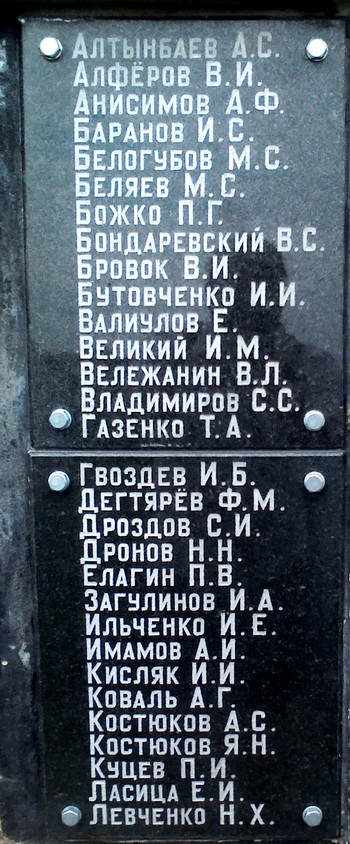 Алтынбаев А.С.
Алфёров В.И.
Анисимов А.Ф.
Баранов И.С.
Белогубов М.С.
Беляев М.С.
Божко П.Г.
Бондаревский В.С.
Бровок В.И.
Бутовченко И.И.
Валиулов Е.
Великий И.М.
Вележанин В.Л.
Владимиров С.С.
Газенко Т.А.
Гвоздев И.Б.
Дегтярёв Ф.М.
Дроздов С.И.
Дронов Н.Н.
Елагин П.В.
Загулинов И.А.
Ильченко И.Е.
Имамов А.И.
Кисляк И.И.
Коваль А.Г.
Костюков А.С.
Костюков Я.Н.
Куцев П.И.
Ласица Е.И.
Левченко Н.Х.